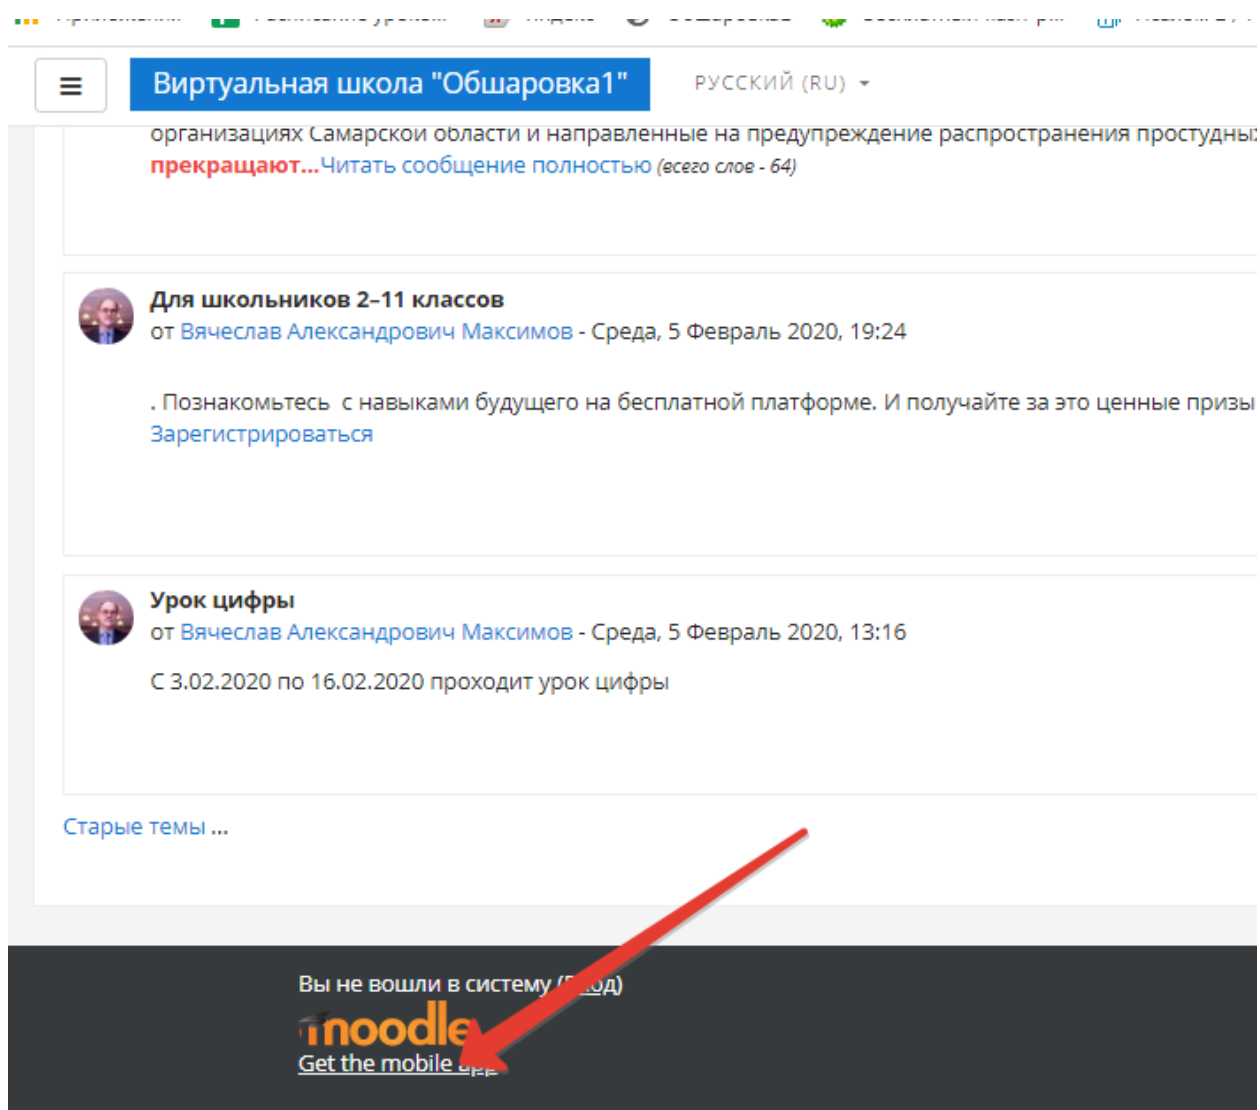 Виртуальная школа "Обшаровка1"
РУССКИЙ (RU)
организациях Самарской области и направленные на предупреждение распространения простудных
прекращают...Читать сообщение полностью (всего слов - 64)
Для школьников 2–11 классов
от Вячеслав Александрович Максимов - Среда, 5 Февраль 2020, 19:24
. Познакомьтесь с навыками будущего на бесплатной платформе. И получайте за это ценные призы
Зарегистрироваться
Урок цифры
от Вячеслав Александрович Максимов - Среда, 5 Февраль 2020, 13:16
С 3.02.2020 по 16.02.2020 проходит урок цифры
Старые темы ...
Вы не вошли в систему (Вход)
moodle
Get the mobile app